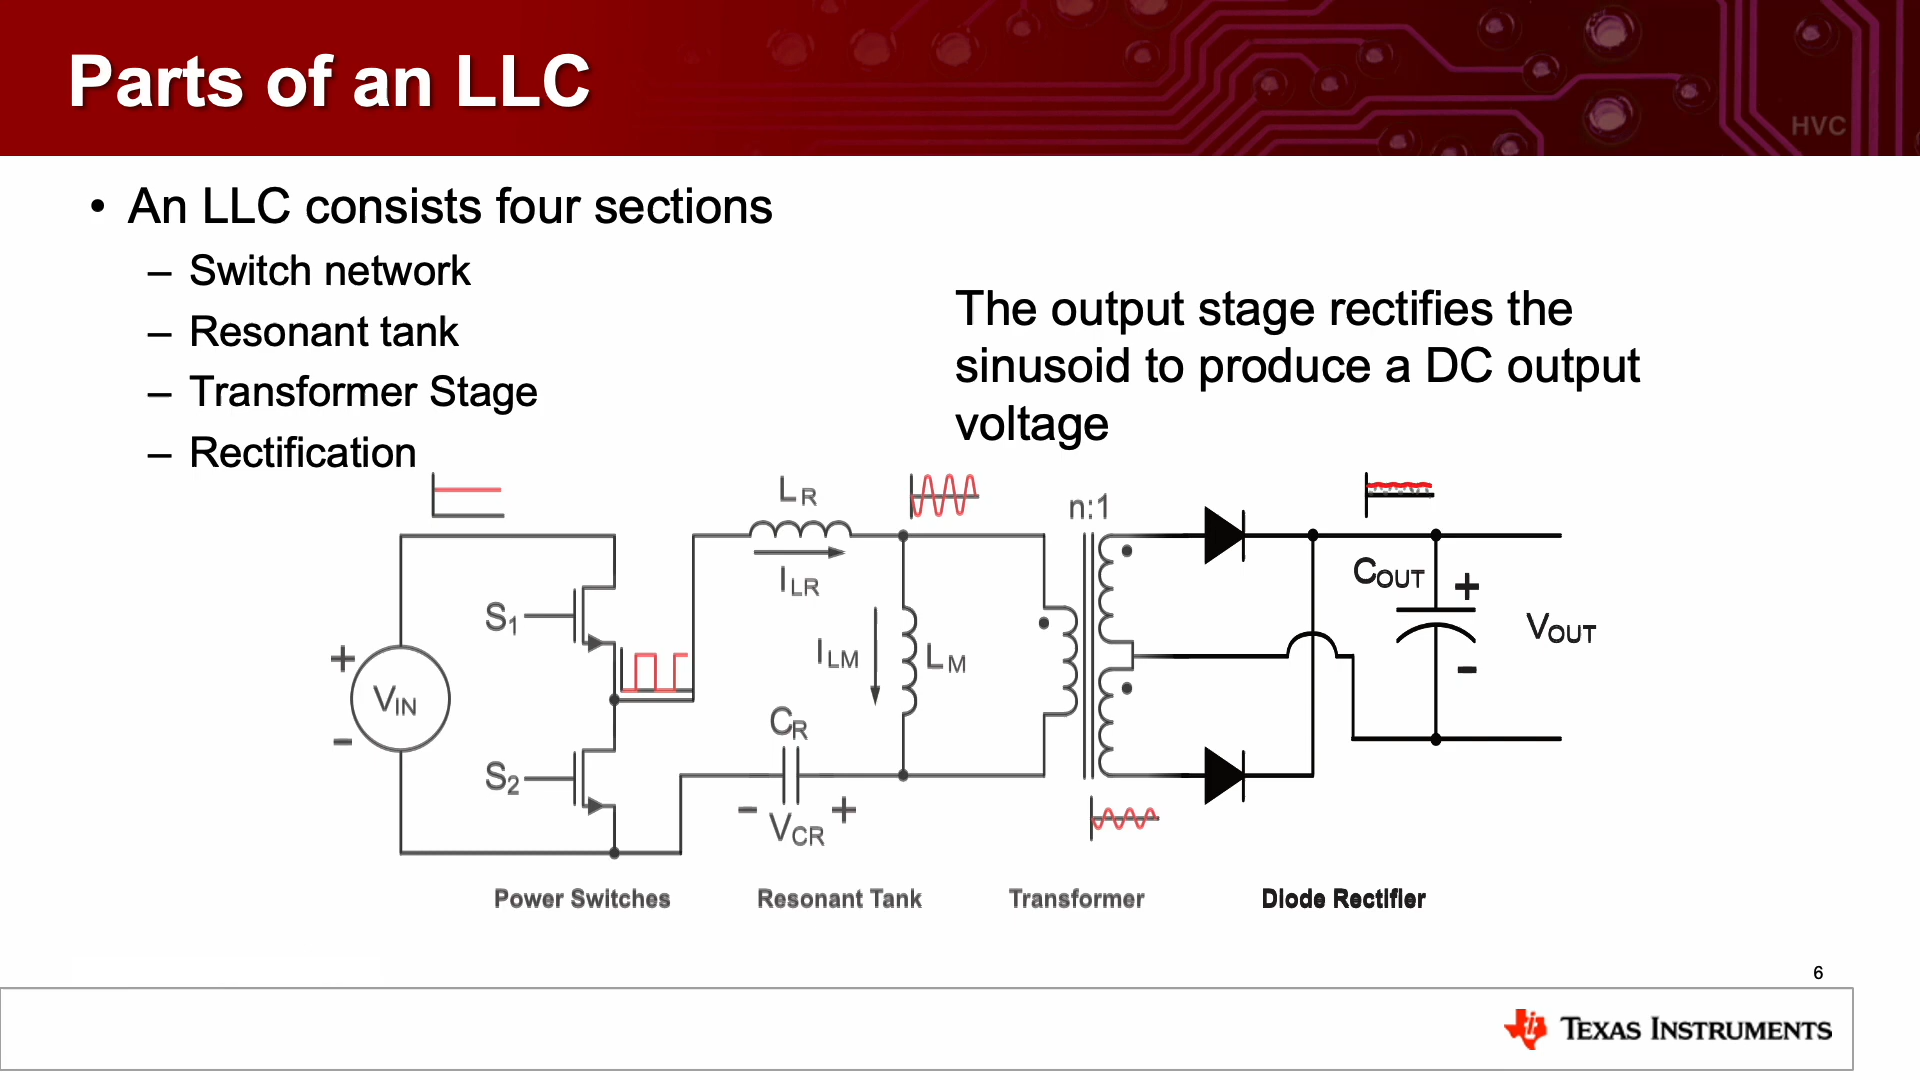 Parts of an LLC
HVC
• An LLC consists four sections
– Switch network
– Resonant tank
– Transformer Stage
– Rectification
The output stage rectifies the
sinusoid to produce a DC output
voltage
LR
n:1
ILR
COUT
+
S1
VOUT
+
ILM
LM
–
VIN
CR
–
S2
– +
VCR
Power Switches
Resonant Tank
Transformer
Diode Rectifier
6
TEXAS INSTRUMENTS